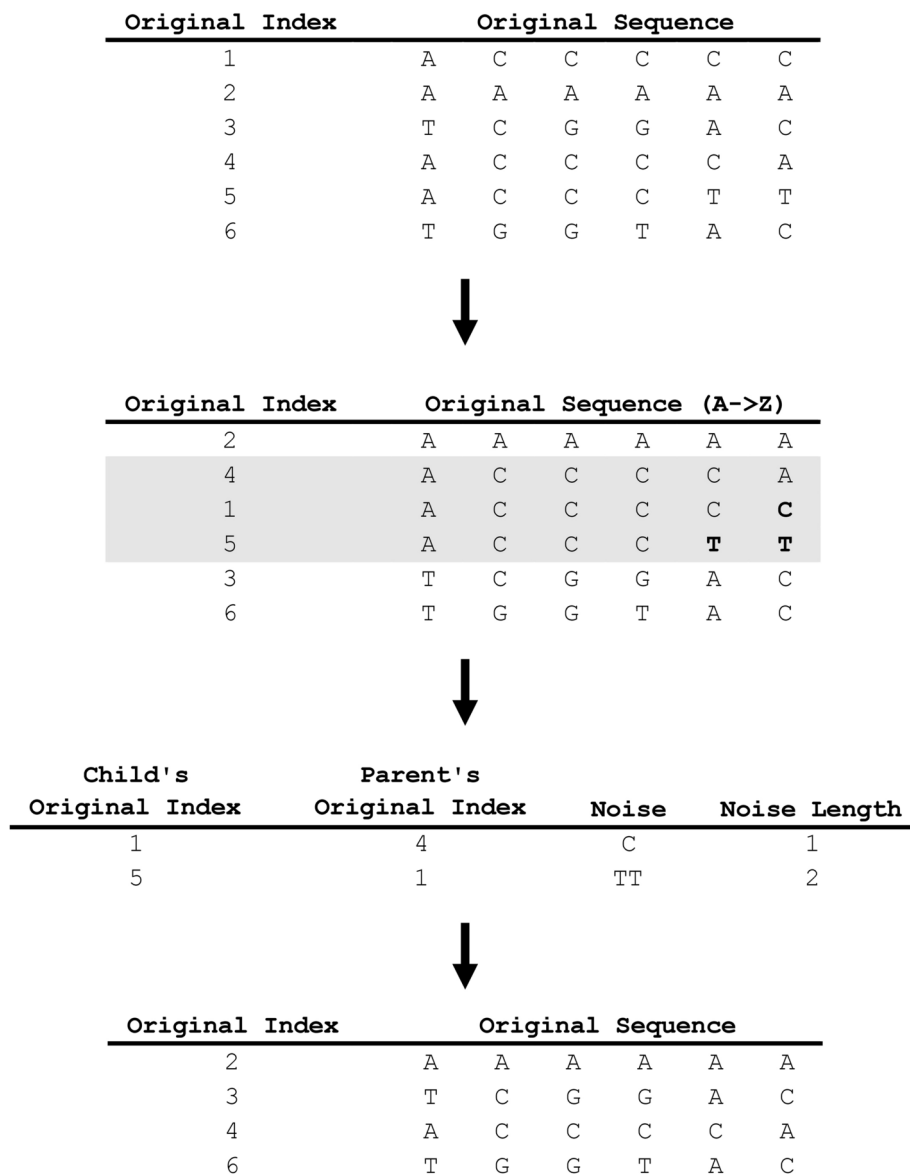 Original Index Original Sequence
1 A C C C C C
2 A A A A A A
3 T C G G A C
4 A C C C C A
5 A C C C T T
6 T G G T A C
Original Index Original Sequence (A->Z)
2 A A A A A A
4 A C C C C A
1 A C C C C C
5 A C C C T T
3 T C G G A C
6 T G G T A C
Child's Parent's
Original Index Original Index Noise Noise Length
1 4 C 1
5 1 TT 2
Original Index Original Sequence
2 A A A A A A
3 T C G G A C
4 A C C C C A
6 T G G T A C